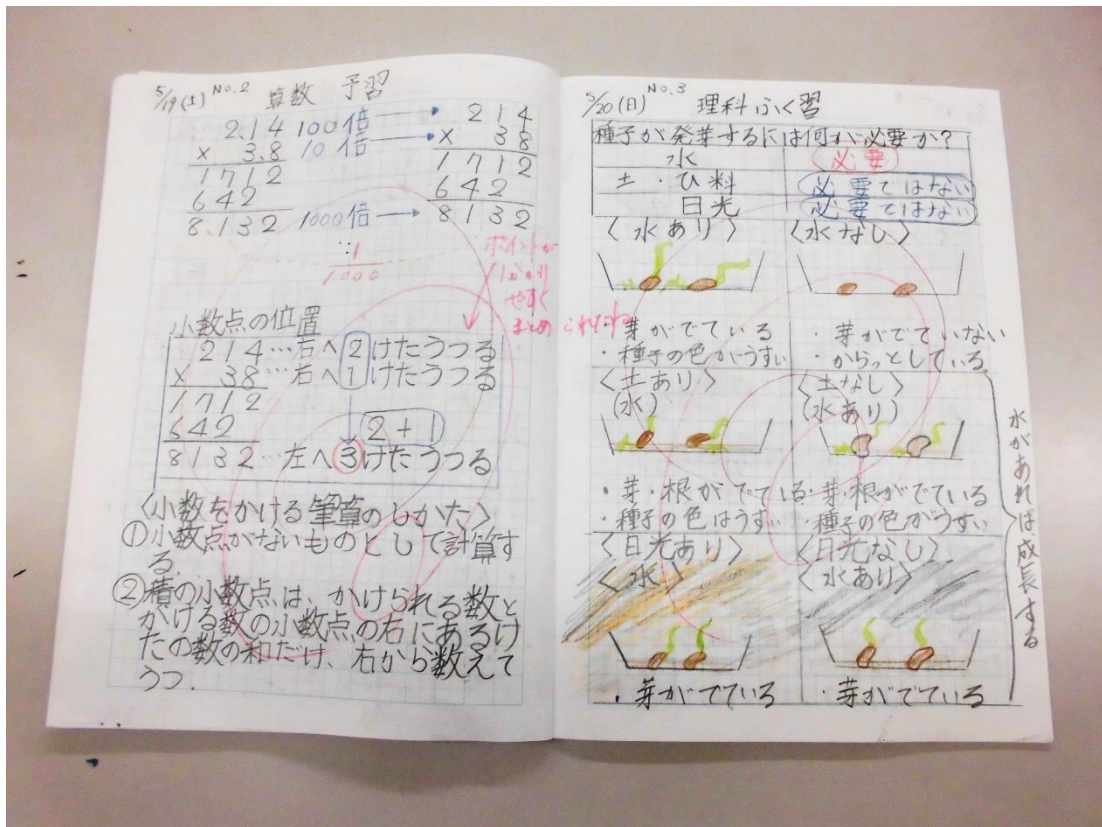 5/19(土) No.2 算数 予習
2.14 100倍 → 214
× 3.8 10倍 → × 38
1712 1712
642 642
8.132 1000倍 → 8132
1/1000
ポイントが
わかり
やすく
まとめられたね
小数点の位置
214…右へ2けたうつる
× 38…右へ1けたうつる
1712
642 2+1
8132…左へ3けたうつる
〈小数をかける筆算のしかた〉
①小数点がないものとして計算す
る.
②積の小数点は、かけられる数と
かける数の小数点の右にあるけ
たの数の和だけ、右から数えて
うつ.
5/20(日) No.3 理科ふく習
種子が発芽するには何が必要か?
水 必要
土・ひ料 必要ではない
日光 必要ではない
〈水あり〉 〈水なし〉
・芽がでている ・芽がでていない
・種子の色がうすい ・からっとしている
〈土あり〉 〈土なし〉
(水) (水あり)
・芽・根がでている ・芽・根がでている
・種子の色はうすい ・種子の色がうすい
〈日光あり〉 〈日光なし〉
〈水〉 〈水あり〉
・芽がでている ・芽がでている
水があれば成長する